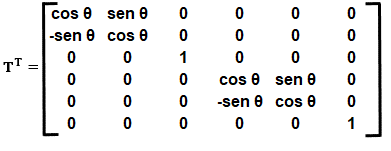 cos θ sen θ 0 0 0 0
-sen θ cos θ 0 0 0 0
0 0 1 0 0 0
T^T = 0 0 0 cos θ sen θ 0
0 0 0 -sen θ cos θ 0
0 0 0 0 0 1